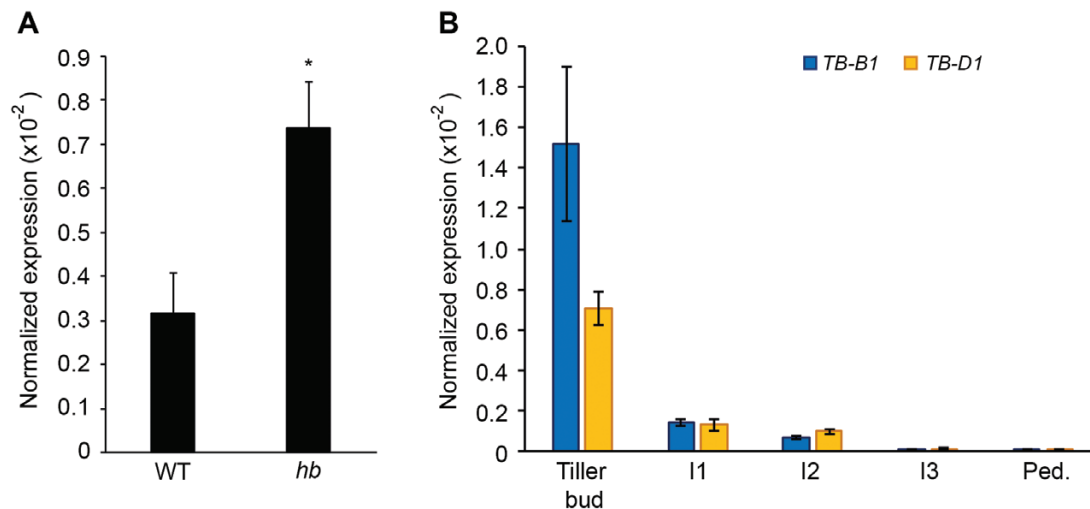 A
Normalized expression (x10⁻²)
0.9
0.8
0.7
0.6
0.5
0.4
0.3
0.2
0.1
0
*
WT
hb
B
Normalized expression (x10⁻²)
2.0
1.8
1.6
1.4
1.2
1.0
0.8
0.6
0.4
0.2
0
TB-B1
TB-D1
Tiller bud
I1
I2
I3
Ped.